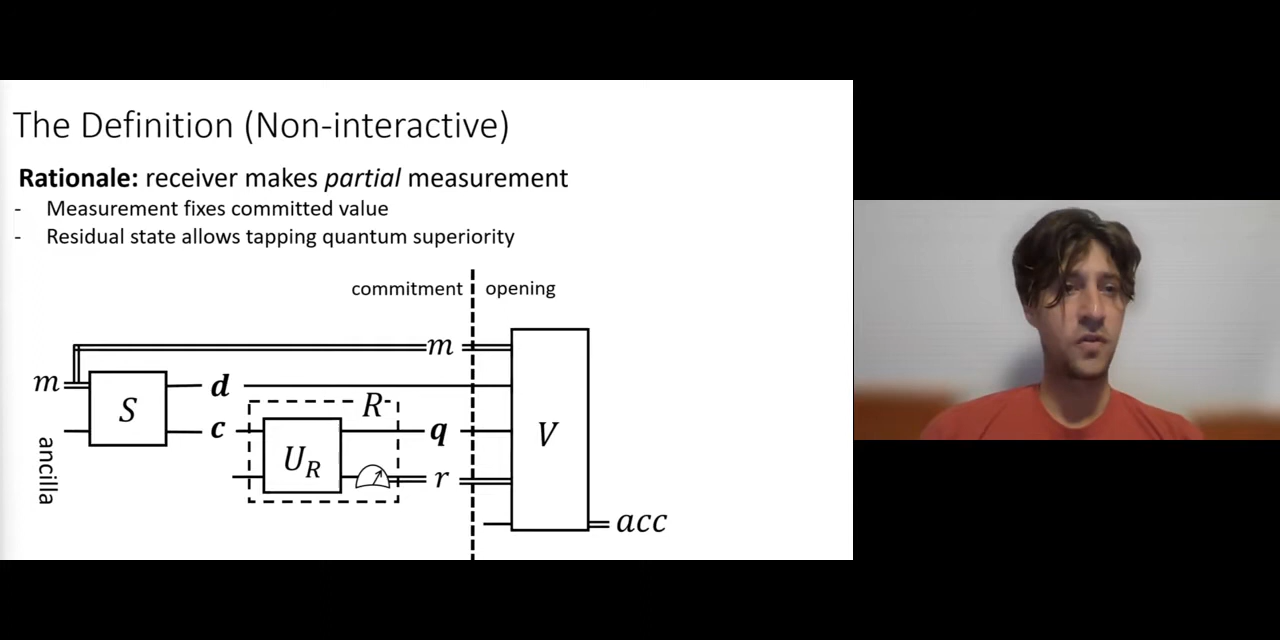 The Definition (Non-interactive)
Rationale: receiver makes partial measurement
- Measurement fixes committed value
- Residual state allows tapping quantum superiority
commitment opening
m
m
S
d
R
c
U_R
q
V
r
ancilla
acc